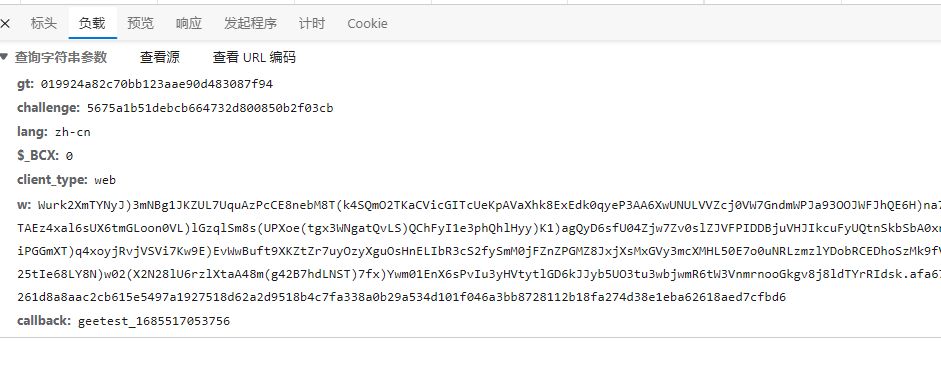 标头 负载 预览 响应 发起程序 计时 Cookie
查询字符串参数 查看源 查看 URL 编码
gt: 019924a82c70bb123aae90d483087f94
challenge: 5675a1b51debcb664732d800850b2f03cb
lang: zh-cn
$_BCX: 0
client_type: web
w: Wurk2XmTYNyJ)3mNBg1JKZUL7UquAzPcCE8nebM8T(k4SQmO2TKaCVicGITcUeKpAVaXhk8ExEdk0qyeP3AA6XwUNULVVZcj0VW7GndmWPJa93OOJWFJhQE6H)na7
TAEz4xal6sUX6tmGLoon0VL)lGzqlSm8s(UPXoe(tgx3WNgatQvLS)QChFyI1e3phQhlHyy)K1)agQyD6sfU04Zjw7Zv0slZJVFPIDDBjuVHJIkcuFyUQtnSkbSbA0xr
iPGGmXT)q4xoyjRvjVSVi7Kw9E)EvWwBuft9XKZtZr7uyOzyXguOsHnELIbR3cS2fySmM0jFZnZPGMZ8JxjXsMxGVy3mcXMHL50E7o0uNRLzmzlYDobRCEDhoSzMk9fV
25tIe68LY8N)w02(X2N28lU6rzlXtaA48m(g42B7hdLNST)7fx)Ywm01EnX6sPvIu3yHVtytlGD6kJJyb5UO3tu3wbjwmR6tW3VnmrnooGkgv8j8ldTYrRIdsk.afa67
261d8a8aac2cb615e5497a1927518d62a2d9518b4c7fa338a0b29a534d101f046a3bb8728112b18fa274d38e1eba62618aed7cfbd6
callback: geetest_1685517053756